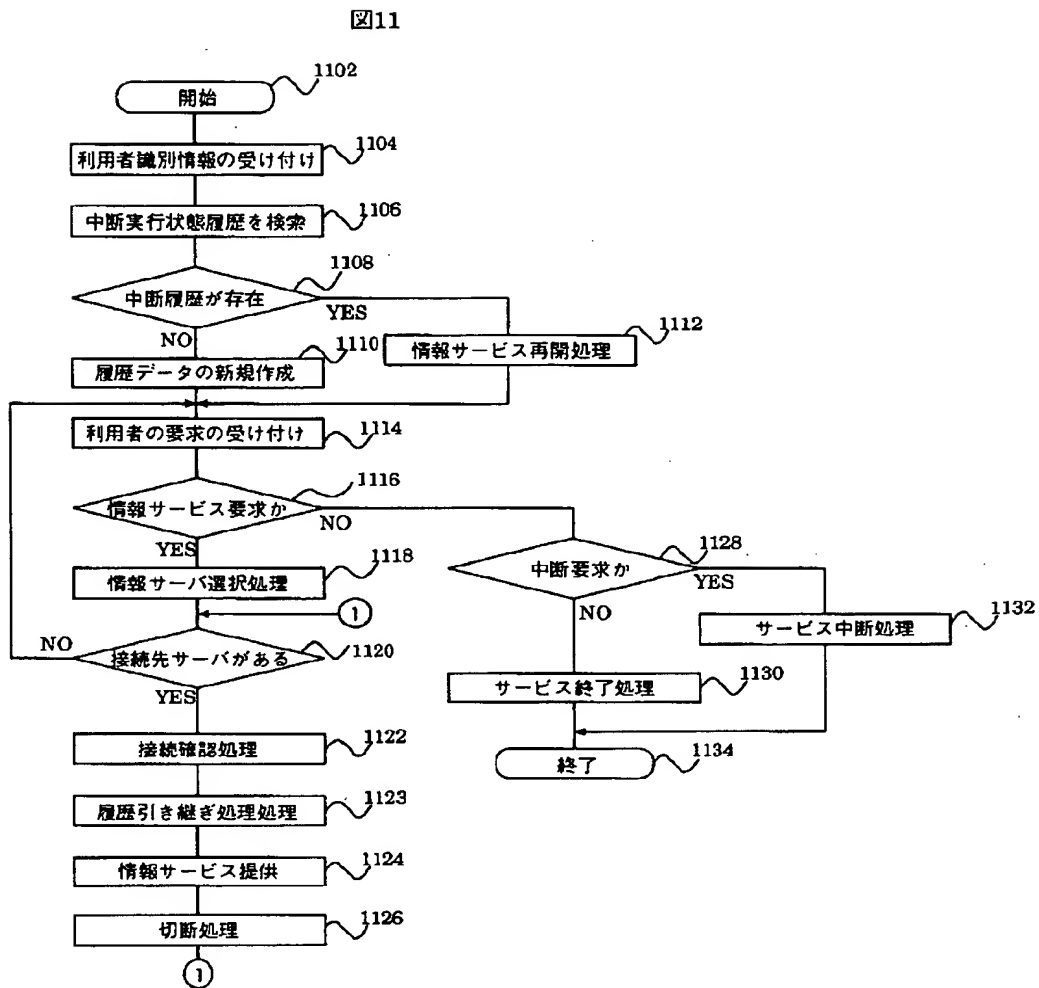 図11
開始
1102
利用者識別情報の受け付け
1104
中断実行状態履歴を検索
1106
中断履歴が存在
1108
YES
NO
履歴データの新規作成
1110
情報サービス再開処理
1112
利用者の要求の受け付け
1114
情報サービス要求か
1116
NO
YES
情報サーバ選択処理
1118
中断要求か
1128
YES
NO
1
サービス中断処理
1132
接続先サーバがある
1120
NO
YES
サービス終了処理
1130
接続確認処理
1122
終了
1134
履歴引き継ぎ処理処理
1123
情報サービス提供
1124
切断処理
1126
1